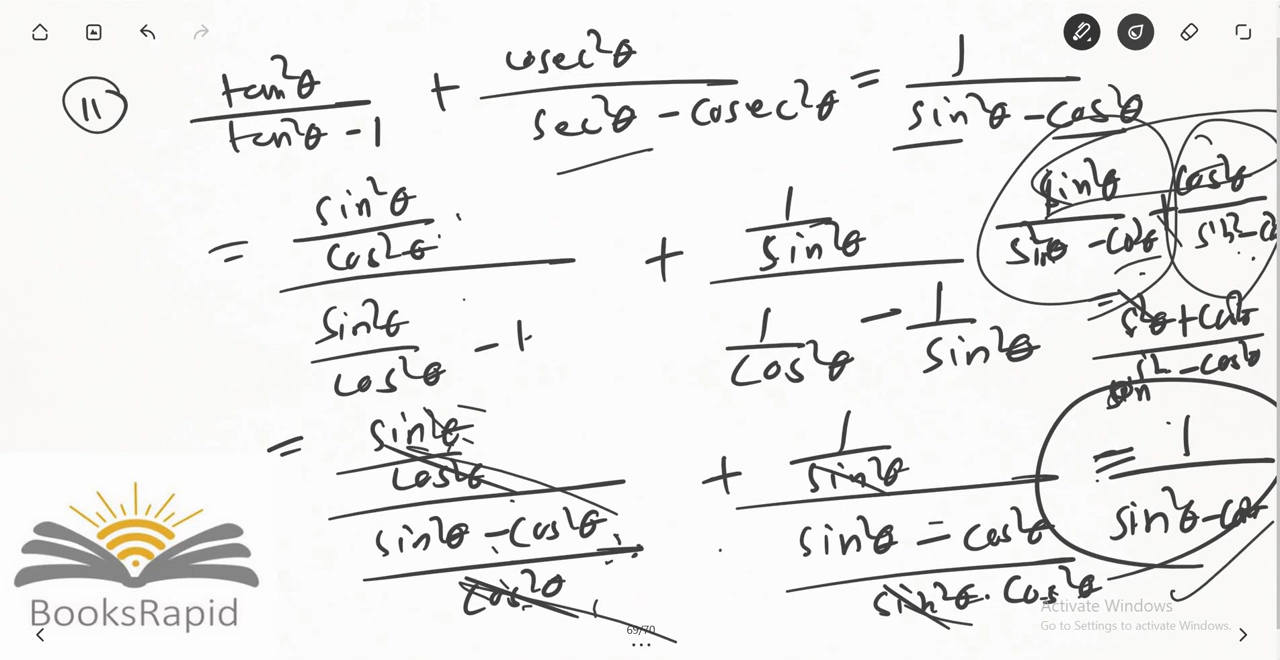 (11) tan²θ/(tan²θ - 1) + cosec²θ/(sec²θ - cosec²θ) = 1/(sin²θ - cos²θ)
= (sin²θ/cos²θ)/(sin²θ/cos²θ - 1) + (1/sin²θ)/(1/cos²θ - 1/sin²θ)
= (sin²θ/cos²θ)/((sin²θ - cos²θ)/cos²θ) + (1/sin²θ)/((sin²θ = cos²θ)/(sin²θ · cos²θ))
sin²θ/(sin²θ - cos²θ) + cos²θ
= 1/(sin²θ - cos²θ)
BooksRapid
69/70
Activate Windows
Go to Settings to activate Windows.